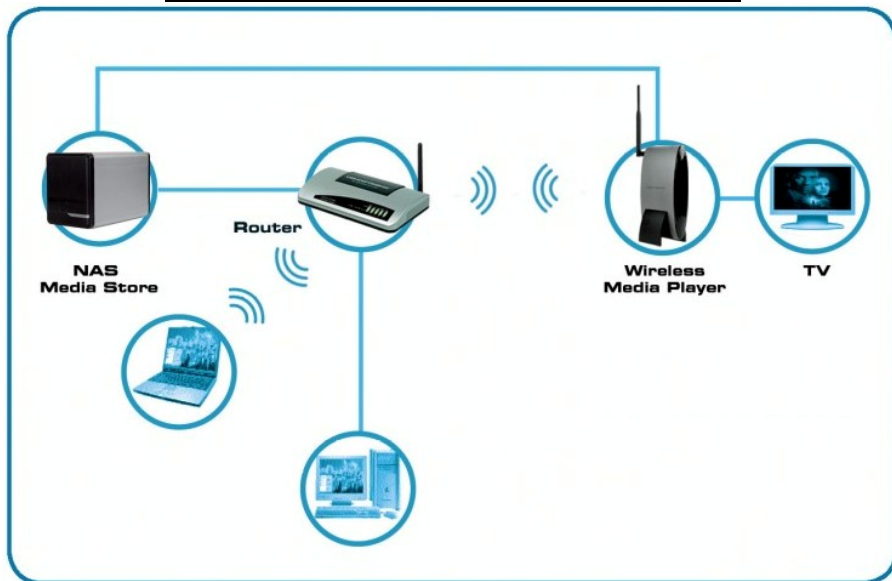 Router
NAS
Media Store
Wireless
Media Player
TV